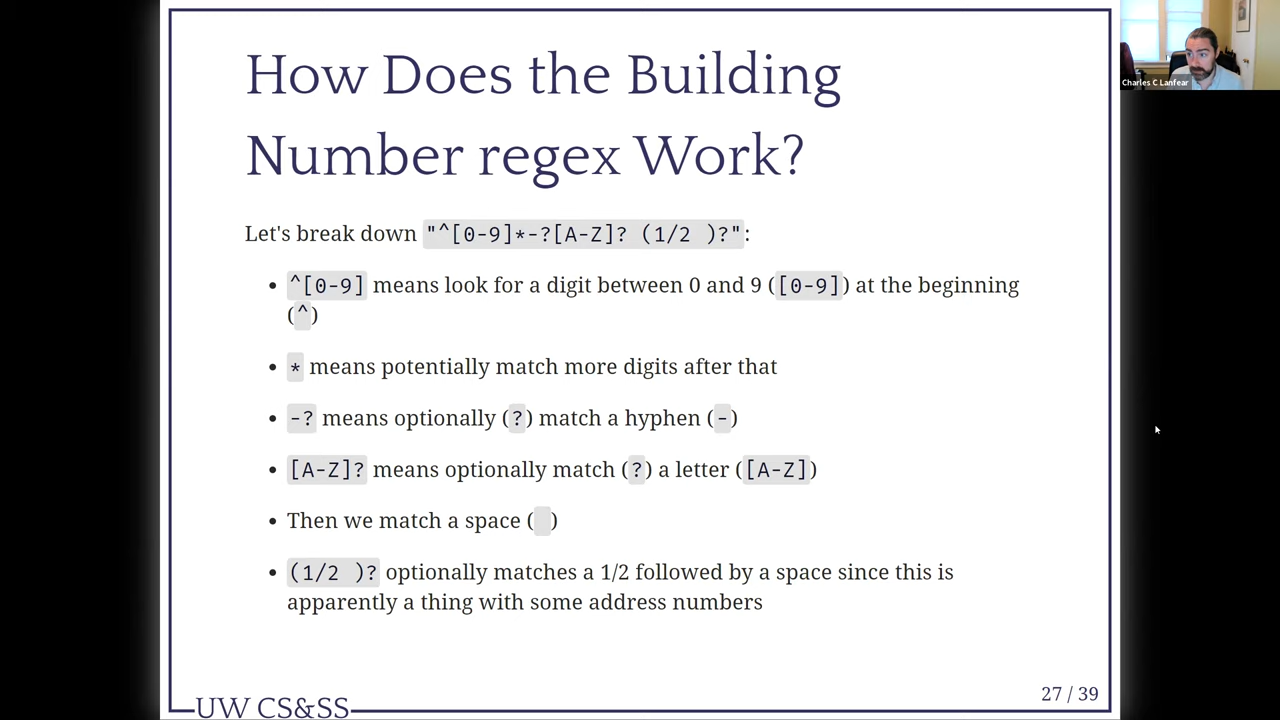 How Does the Building
Number regex Work?
Charles C Lanfear
Let's break down "^[0-9]*-?[A-Z]? (1/2 )?":
• ^[0-9] means look for a digit between 0 and 9 ([0-9]) at the beginning
(^)
• * means potentially match more digits after that
• -? means optionally (?) match a hyphen (-)
• [A-Z]? means optionally match (?) a letter ([A-Z])
• Then we match a space ( )
• (1/2 )? optionally matches a 1/2 followed by a space since this is
apparently a thing with some address numbers
UW CS&SS
27 / 39